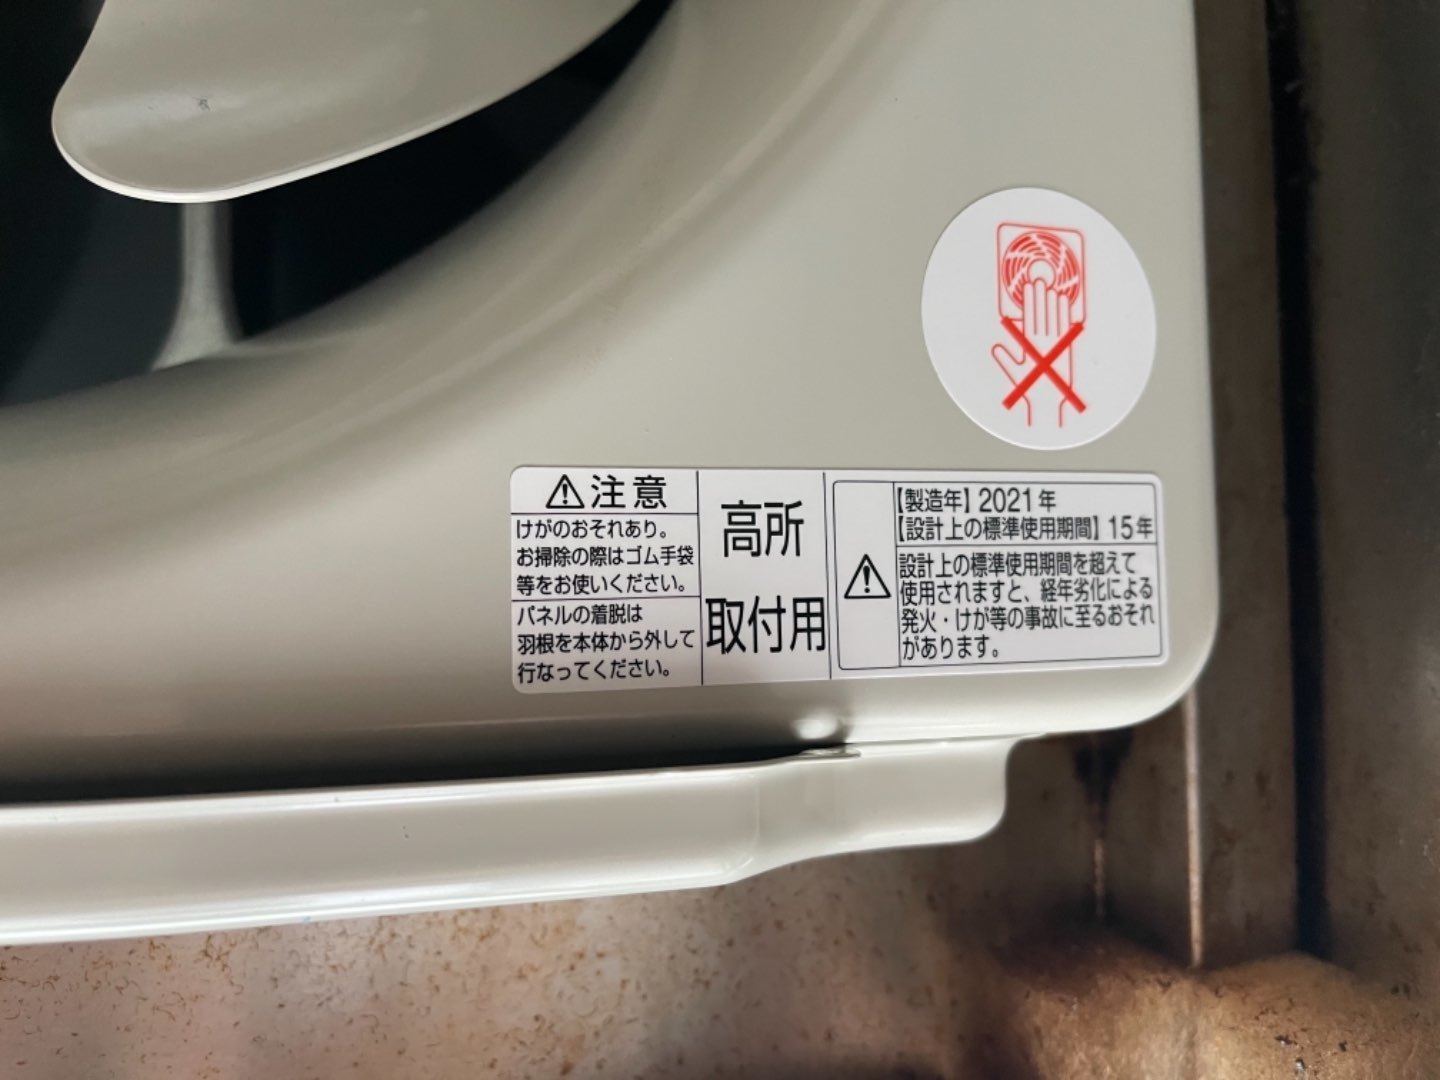 注意
けがのおそれあり。
お掃除の際はゴム手袋
等をお使いください。
パネルの着脱は
羽根を本体から外して
行なってください。
高所
取付用
【製造年】2021年
【設計上の標準使用期間】15年
設計上の標準使用期間を超えて
使用されますと、経年劣化による
発火・けが等の事故に至るおそれ
があります。